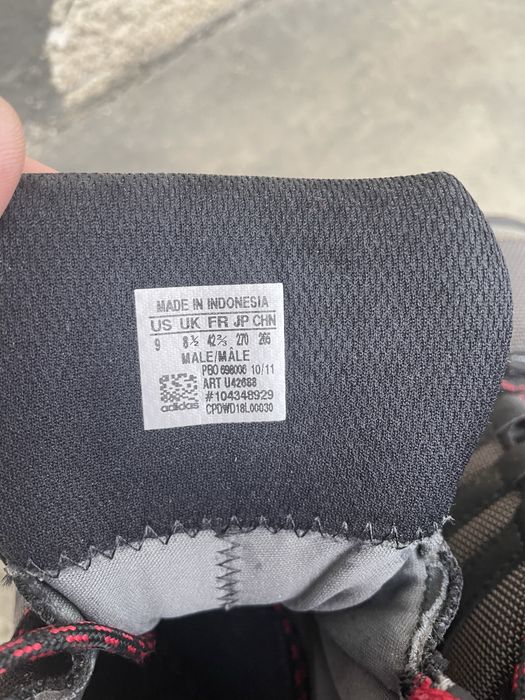 MADE IN INDONESIA
US UK FR JP CHN
9 8½ 42⅔ 270 265
MALE/MÂLE
PBO 698006 10/11
ART U42688
#104348929
adidas CPDWD18L00030